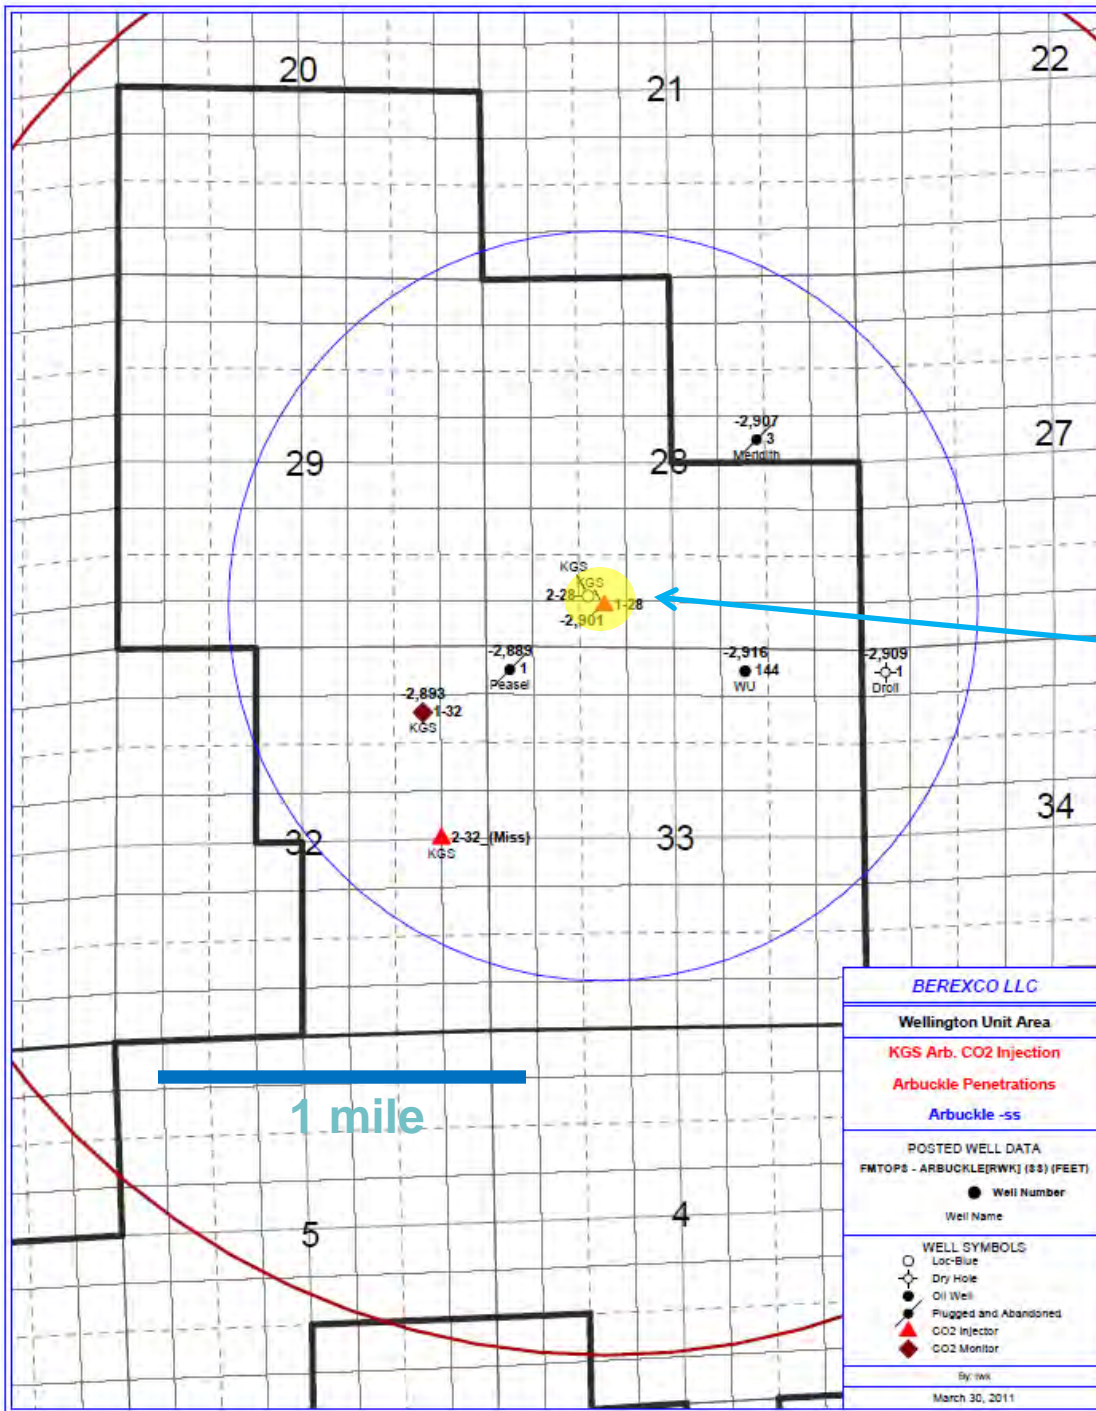 20
21
22
-2,907
3
Meridith
29
28
27
KGS
KGS
2-28
1-28
-2,901
-2,889
1
Peasel
-2,916
144
WU
-2,909
1
Droll
-2,893
1-32
KGS
2-32_(Miss)
KGS
32
33
34
1 mile
5
4
BEREXCO LLC
Wellington Unit Area
KGS Arb. CO2 Injection
Arbuckle Penetrations
Arbuckle -ss
POSTED WELL DATA
FMTOPS - ARBUCKLE[RWK] (SS) (FEET)
Well Number
Well Name
WELL SYMBOLS
Loc-Blue
Dry Hole
Oil Well
Plugged and Abandoned
CO2 Injector
CO2 Monitor
By: rwk
March 30, 2011